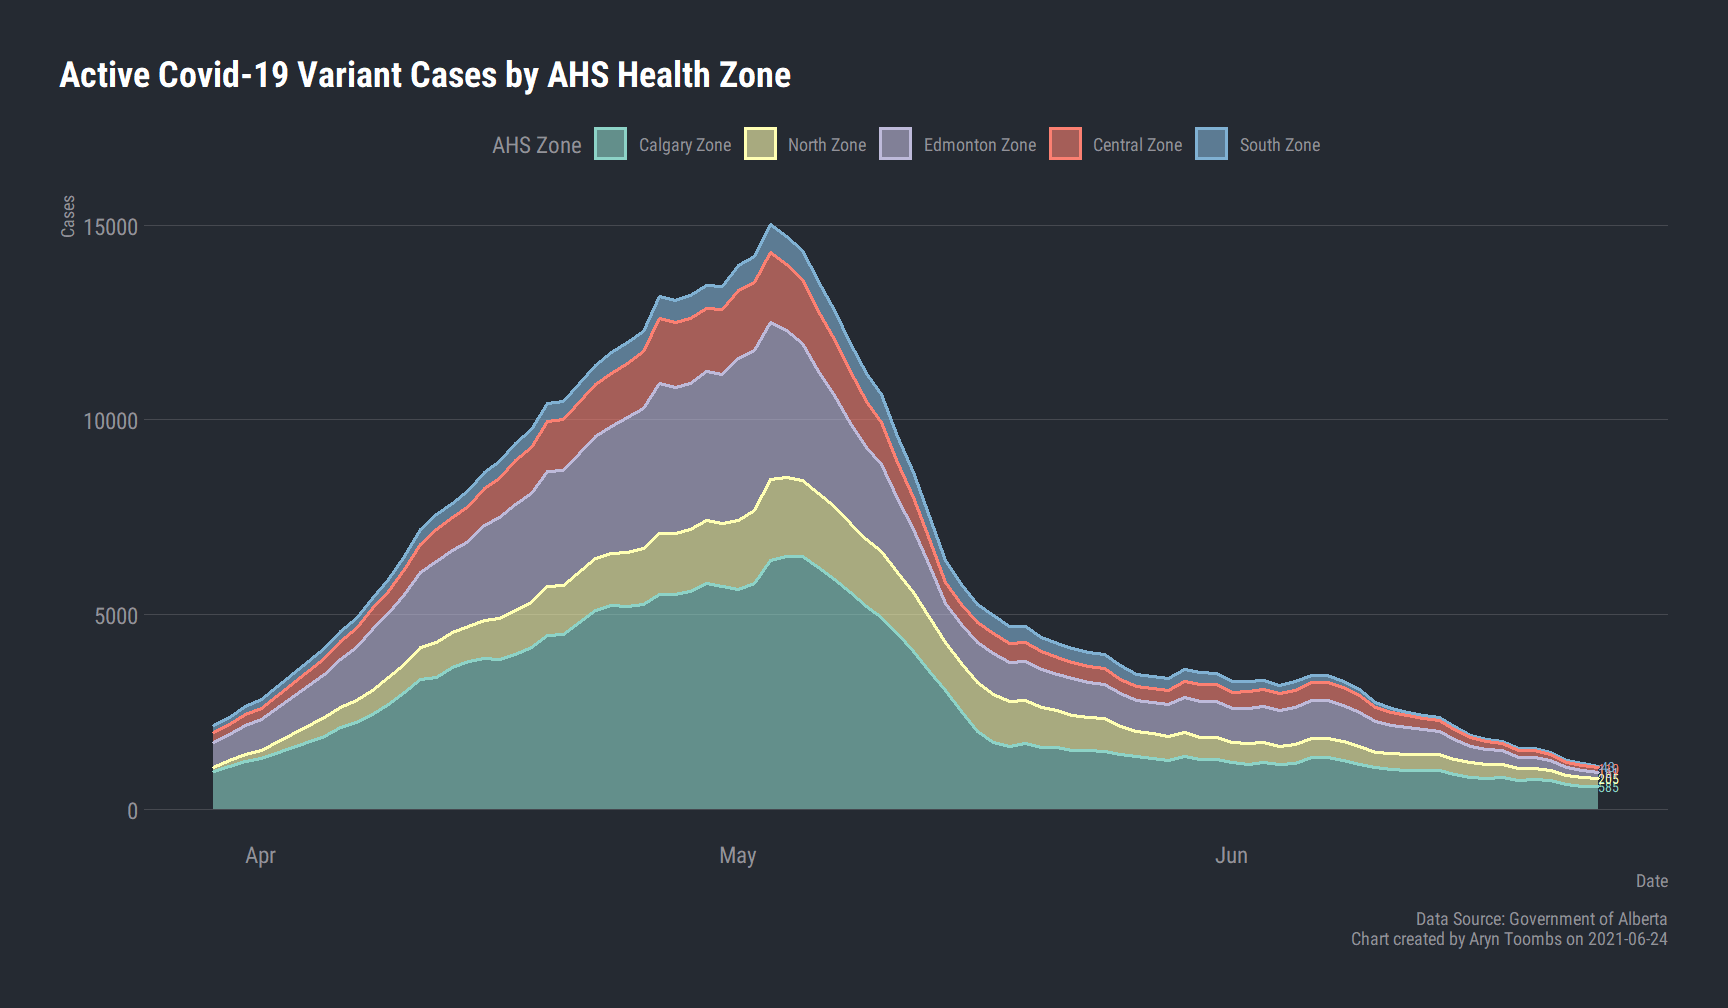 Active Covid-19 Variant Cases by AHS Health Zone
AHS Zone Calgary Zone North Zone Edmonton Zone Central Zone South Zone
Cases
15000
10000
5000
0
205
585
Apr May Jun
Date
Data Source: Government of Alberta
Chart created by Aryn Toombs on 2021-06-24